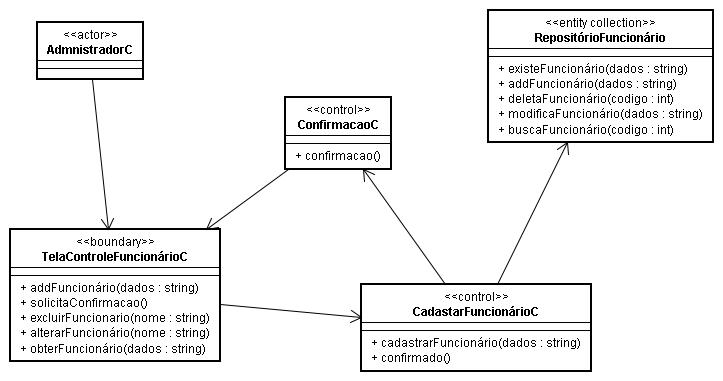 <<actor>>
AdmnistradorC
<<entity collection>>
RepositórioFuncionário
+ existeFuncionário(dados : string)
+ addFuncionário(dados : string)
+ deletaFuncionário(codigo : int)
+ modificaFuncionário(dados : string)
+ buscaFuncionário(codigo : int)
<<control>>
ConfirmacaoC
+ confirmacao()
<<boundary>>
TelaControleFuncionárioC
+ addFuncionário(dados : string)
+ solicitaConfirmacao()
+ excluirFuncionario(nome : string)
+ alterarFuncionário(nome : string)
+ obterFuncionário(dados : string)
<<control>>
CadastarFuncionárioC
+ cadastrarFuncionário(dados : string)
+ confirmado()